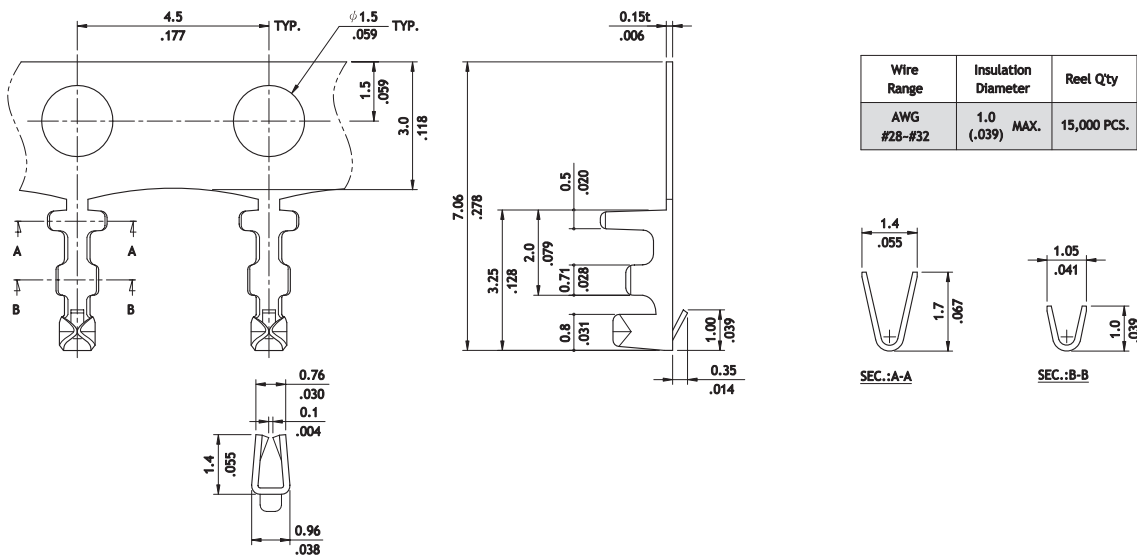 4.5
.177
TYP.
ϕ1.5
.059
TYP.
1.5
.059
3.0
.118
A
A
B
B
0.76
.030
0.1
.004
1.4
.055
0.96
.038
0.15t
.006
7.06
.278
0.5
.020
3.25
.128
2.0
.079
0.71
.028
0.8
.031
1.00
.039
0.35
.014
Wire Range
Insulation Diameter
Reel Q'ty
AWG #28~#32
1.0 (.039) MAX.
15,000 PCS.
1.4
.055
1.7
.067
SEC.:A-A
1.05
.041
1.0
.039
SEC.:B-B